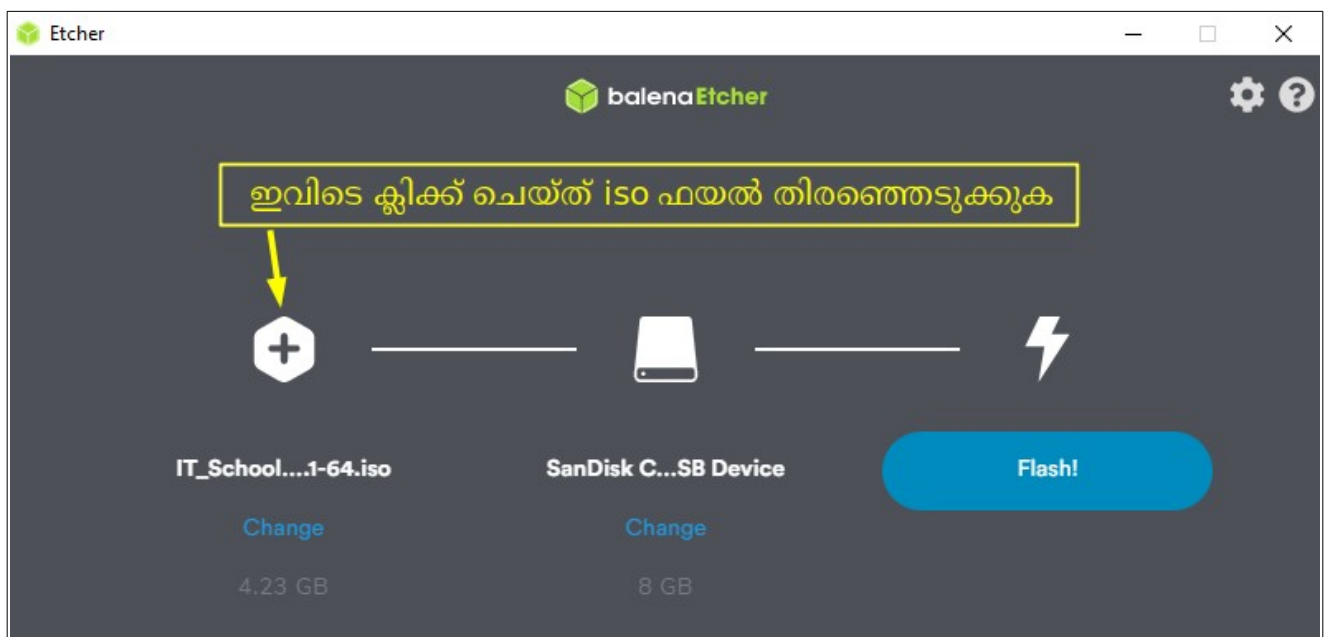 Etcher
balenaEtcher
ഇവിടെ ക്ലിക്ക് ചെയ്ത് iso ഫയൽ തിരഞ്ഞെടുക്കുക
IT_School....1-64.iso SanDisk C...SB Device Flash!
Change Change
4.23 GB 8 GB